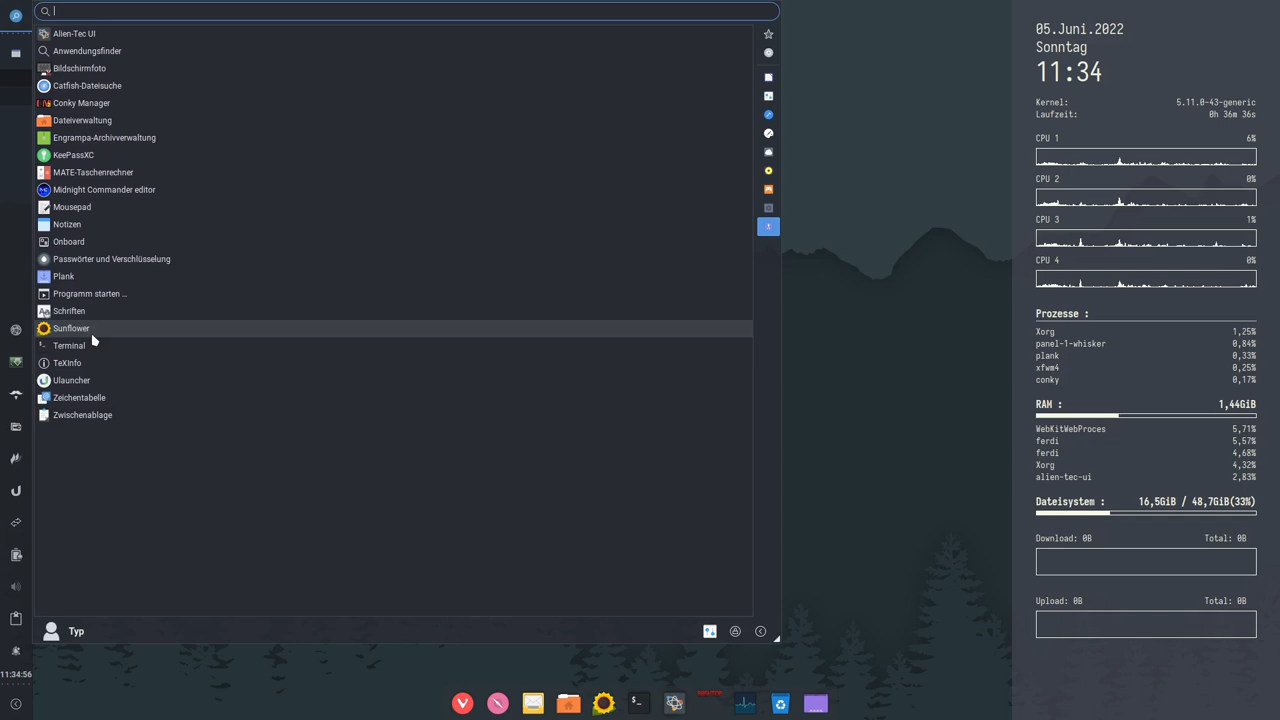 Alien-Tec UI
Anwendungsfinder
Bildschirmfoto
Catfish-Dateisuche
Conky Manager
Dateiverwaltung
Engrampa-Archivverwaltung
KeePassXC
MATE-Taschenrechner
Midnight Commander editor
Mousepad
Notizen
Onboard
Passwörter und Verschlüsselung
Plank
Programm starten ...
Schriften
Sunflower
Terminal
TeXInfo
Ulauncher
Zeichentabelle
Zwischenablage
Typ
11:34:56
05.Juni.2022
Sonntag
11:34
Kernel: 5.11.0-43-generic
Laufzeit: 0h 36m 36s
CPU 1 6%
CPU 2 0%
CPU 3 1%
CPU 4 0%
Prozesse :
Xorg 1,25%
panel-1-whisker 0,84%
plank 0,33%
xfwm4 0,25%
conky 0,17%
RAM : 1,44GiB
WebKitWebProces 5,71%
ferdi 5,57%
ferdi 4,68%
Xorg 4,32%
alien-tec-ui 2,83%
Dateisystem : 16,5GiB / 48,7GiB(33%)
Download: 0B Total: 0B
Upload: 0B Total: 0B